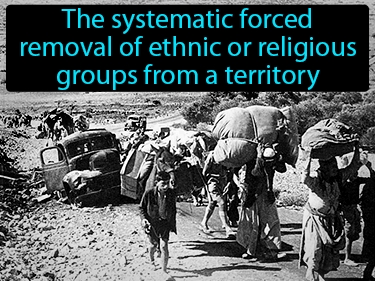 The systematic forced
removal of ethnic or religious
groups from a territory